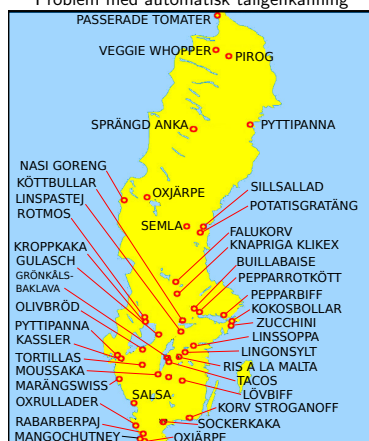 Problem med automatisk tallgenkänning
PASSERADE TOMATER
VEGGIE WHOPPER
PIROG
SPRÄNGD ANKA
PYTTIPANNA
NASI GORENG
KÖTTBULLAR
LINSPASTEJ
ROTMOS
OXJÄRPE
SILLSALLAD
POTATISGRATÄNG
SEMLA
FALUKORV
KNAPRIGA KLIKEX
KROPPKAKA
GULASCH
GRÖNKÅLS-
BAKLAVA
OLIVBRÖD
BUILLABAISE
PEPPARROTKÖTT
PEPPARBIFF
KOKOSBOLLAR
ZUCCHINI
PYTTIPANNA
KASSLER
TORTILLAS
MOUSSAKA
MARÄNGSWISS
LINSSOPPA
LINGONSYLT
RIS A LA MALTA
TACOS
LÖVBIFF
SALSA
OXRULLADER
KORV STROGANOFF
RABARBERPAJ
SOCKERKAKA
MANGOCHUTNEY
OXJÄRPE